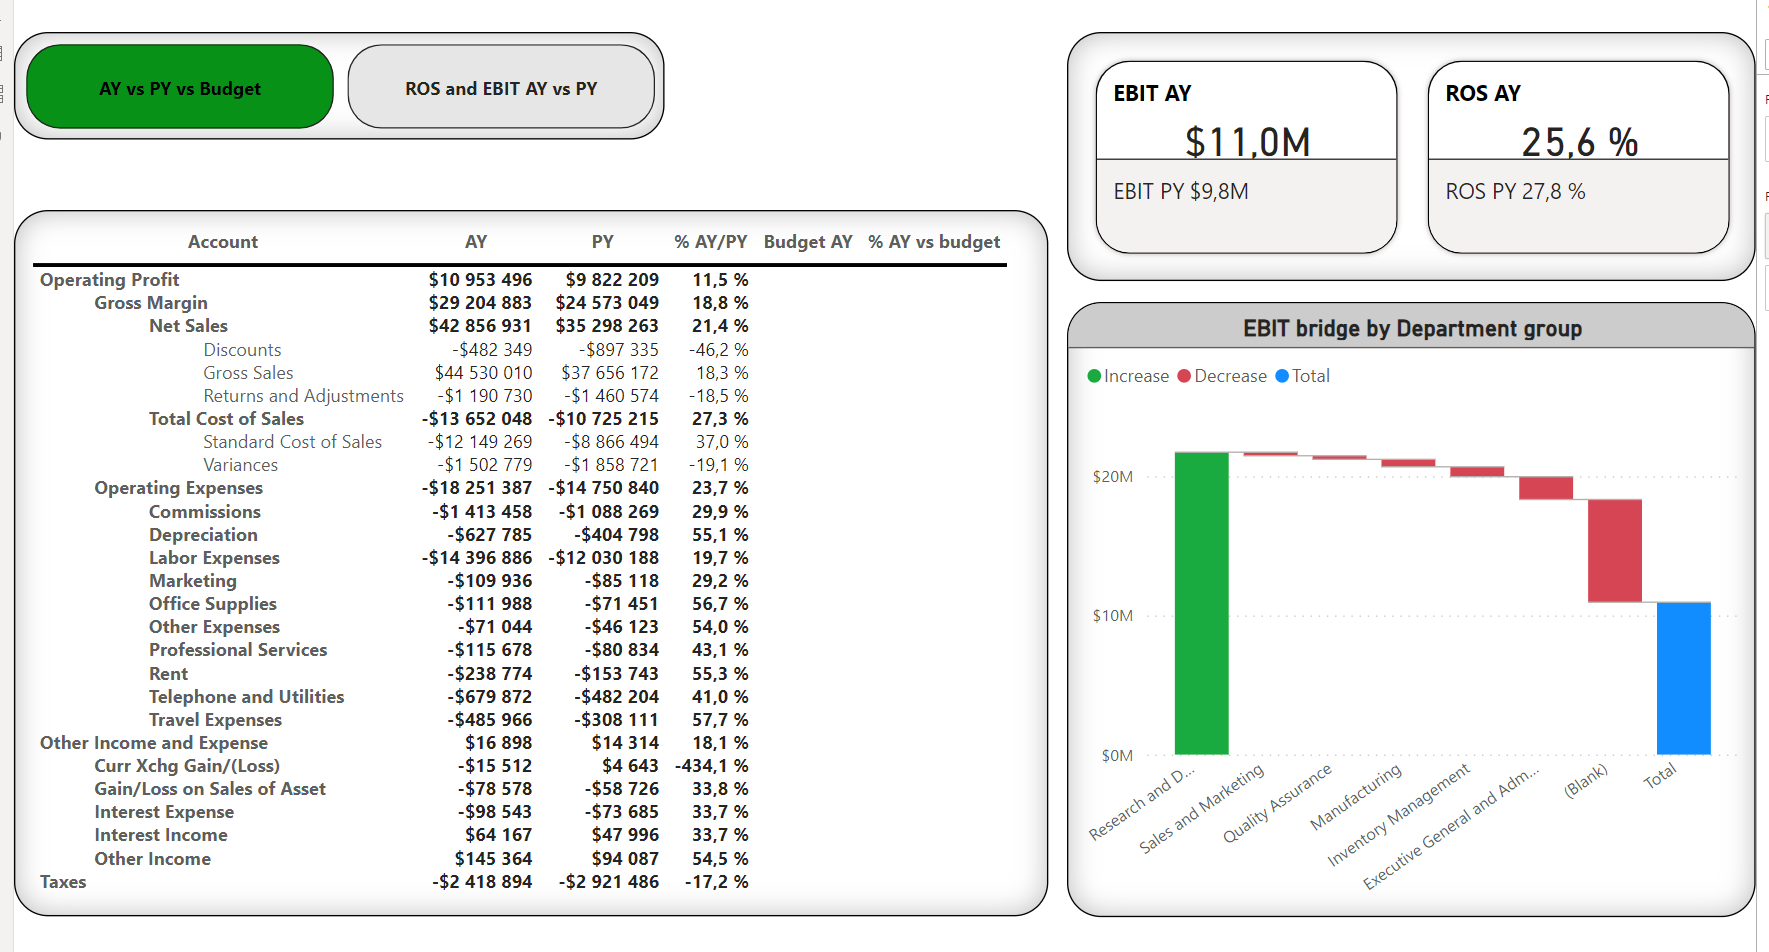 AY vs PY vs Budget
ROS and EBIT AY vs PY
EBIT AY
$11,0M
EBIT PY $9,8M
ROS AY
25,6 %
ROS PY 27,8 %
Account AY PY % AY/PY Budget AY % AY vs budget
Operating Profit $10 953 496 $9 822 209 11,5 %
Gross Margin $29 204 883 $24 573 049 18,8 %
Net Sales $42 856 931 $35 298 263 21,4 %
Discounts -$482 349 -$897 335 -46,2 %
Gross Sales $44 530 010 $37 656 172 18,3 %
Returns and Adjustments -$1 190 730 -$1 460 574 -18,5 %
Total Cost of Sales -$13 652 048 -$10 725 215 27,3 %
Standard Cost of Sales -$12 149 269 -$8 866 494 37,0 %
Variances -$1 502 779 -$1 858 721 -19,1 %
Operating Expenses -$18 251 387 -$14 750 840 23,7 %
Commissions -$1 413 458 -$1 088 269 29,9 %
Depreciation -$627 785 -$404 798 55,1 %
Labor Expenses -$14 396 886 -$12 030 188 19,7 %
Marketing -$109 936 -$85 118 29,2 %
Office Supplies -$111 988 -$71 451 56,7 %
Other Expenses -$71 044 -$46 123 54,0 %
Professional Services -$115 678 -$80 834 43,1 %
Rent -$238 774 -$153 743 55,3 %
Telephone and Utilities -$679 872 -$482 204 41,0 %
Travel Expenses -$485 966 -$308 111 57,7 %
Other Income and Expense $16 898 $14 314 18,1 %
Curr Xchg Gain/(Loss) -$15 512 $4 643 -434,1 %
Gain/Loss on Sales of Asset -$78 578 -$58 726 33,8 %
Interest Expense -$98 543 -$73 685 33,7 %
Interest Income $64 167 $47 996 33,7 %
Other Income $145 364 $94 087 54,5 %
Taxes -$2 418 894 -$2 921 486 -17,2 %
EBIT bridge by Department group
Increase Decrease Total
$20M
$10M
$0M
Research and D...
Sales and Marketing
Quality Assurance
Manufacturing
Inventory Management
Executive General and Adm...
(Blank)
Total